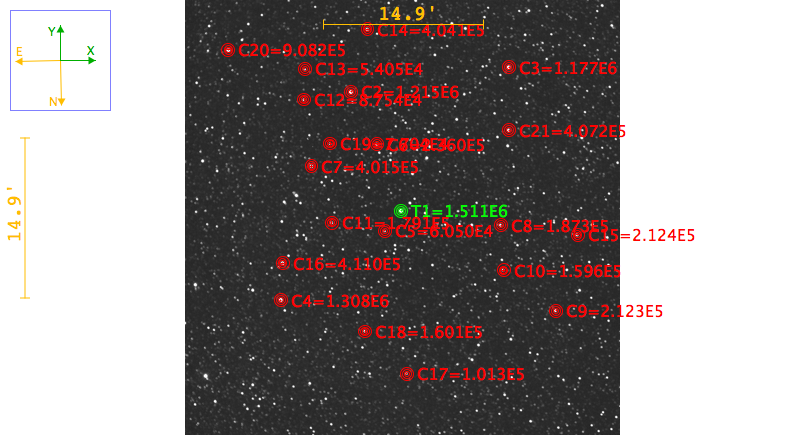 14.9'
C14=4.041E5
Y
C20=9.082E5
E
X
C13=5.405E4
C3=1.177E6
C2=1.215E6
N
C12=8.754E4
C21=4.072E5
C19=
C7=4.015E5
14.9'
T1=1.511E6
C11=1.791E5
C8=1.873E5
C5=6.050E4
C15=2.124E5
C16=4.110E5
C10=1.596E5
C4=1.308E6
C9=2.123E5
C18=1.601E5
C17=1.013E5